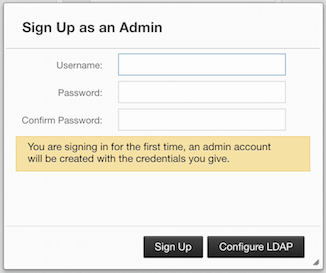 Sign Up as an Admin
Username:
Password:
Confirm Password:
You are signing in for the first time, an admin account
will be created with the credentials you give.
Sign Up
Configure LDAP